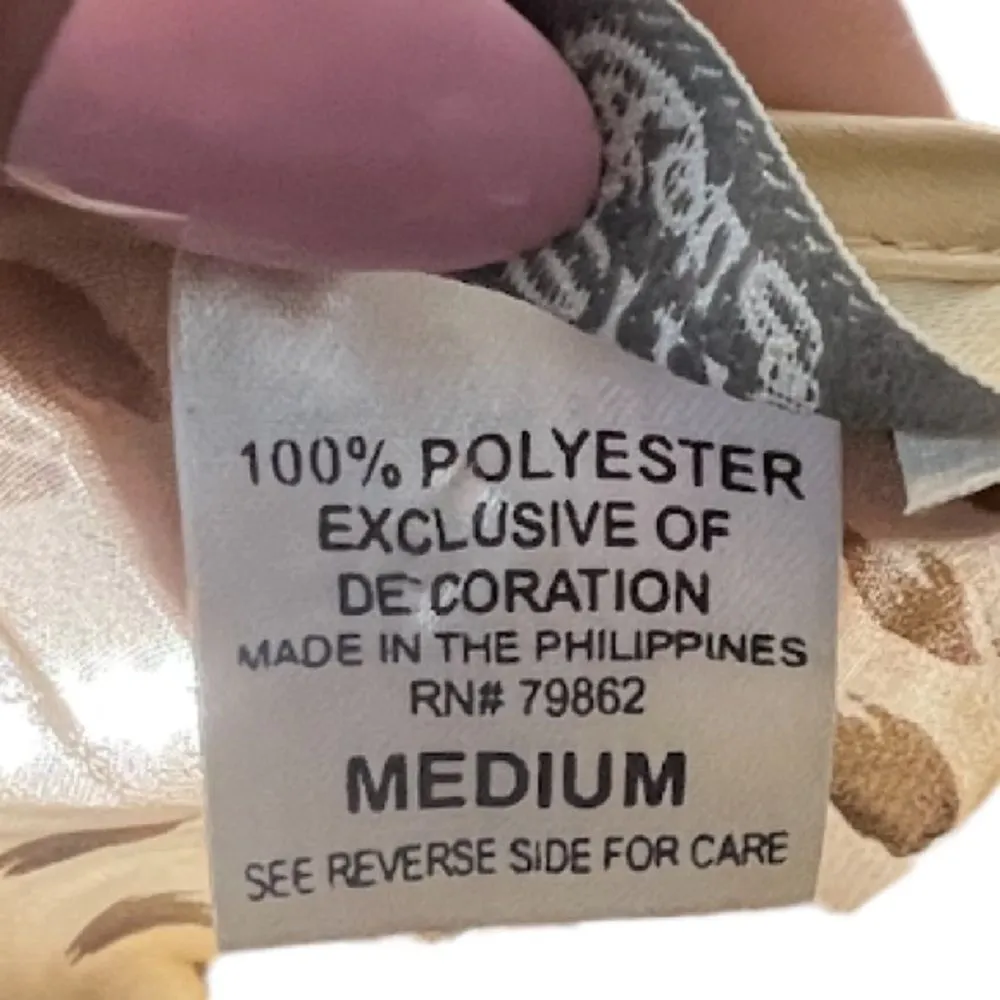 100% POLYESTER
EXCLUSIVE OF
DECORATION
MADE IN THE PHILIPPINES
RN# 79862
MEDIUM
SEE REVERSE SIDE FOR CARE